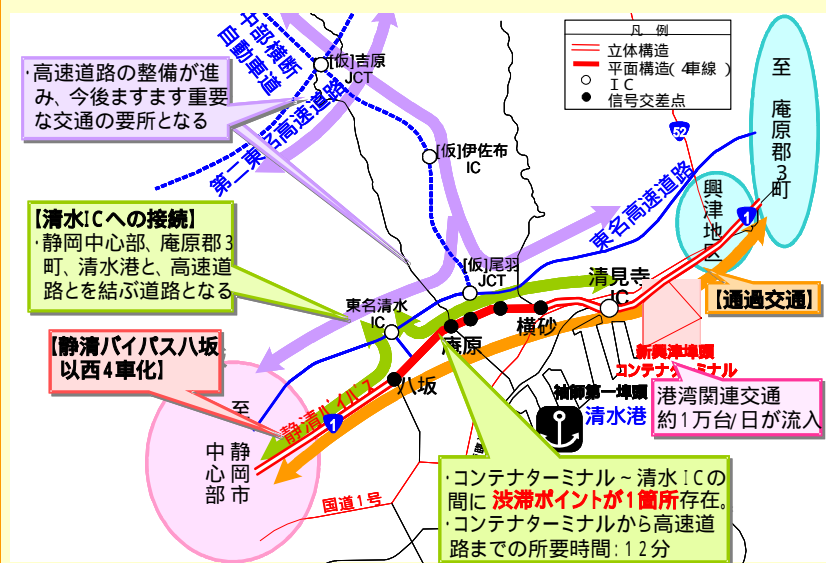 中部横断
自動車道
[仮]吉原
JCT
・高速道路の整備が進
み、今後ますます重要
な交通の要所となる
第二東名高速道路
[仮]伊佐布
IC
凡 例
立体構造
平面構造(4車線)
IC
信号交差点
52
至 庵原郡3町
興津地区
1
東名高速道路
【清水ICへの接続】
・静岡中心部、庵原郡3
町、清水港と、高速道
路とを結ぶ道路となる
[仮]尾羽
JCT
清見寺
IC
東名清水
IC
庵原
横砂
【通過交通】
【静清バイパス八坂
以西4車化】
八坂
新興津埠頭
コンテナターミナル
袖師第一埠頭
清水港
港湾関連交通
約1万台/日が流入
静清バイパス
1
至 静岡市
中心部
国道1号
・コンテナターミナル~清水ICの
間に渋滞ポイントが1箇所存在。
・コンテナターミナルから高速道
路までの所要時間:12分